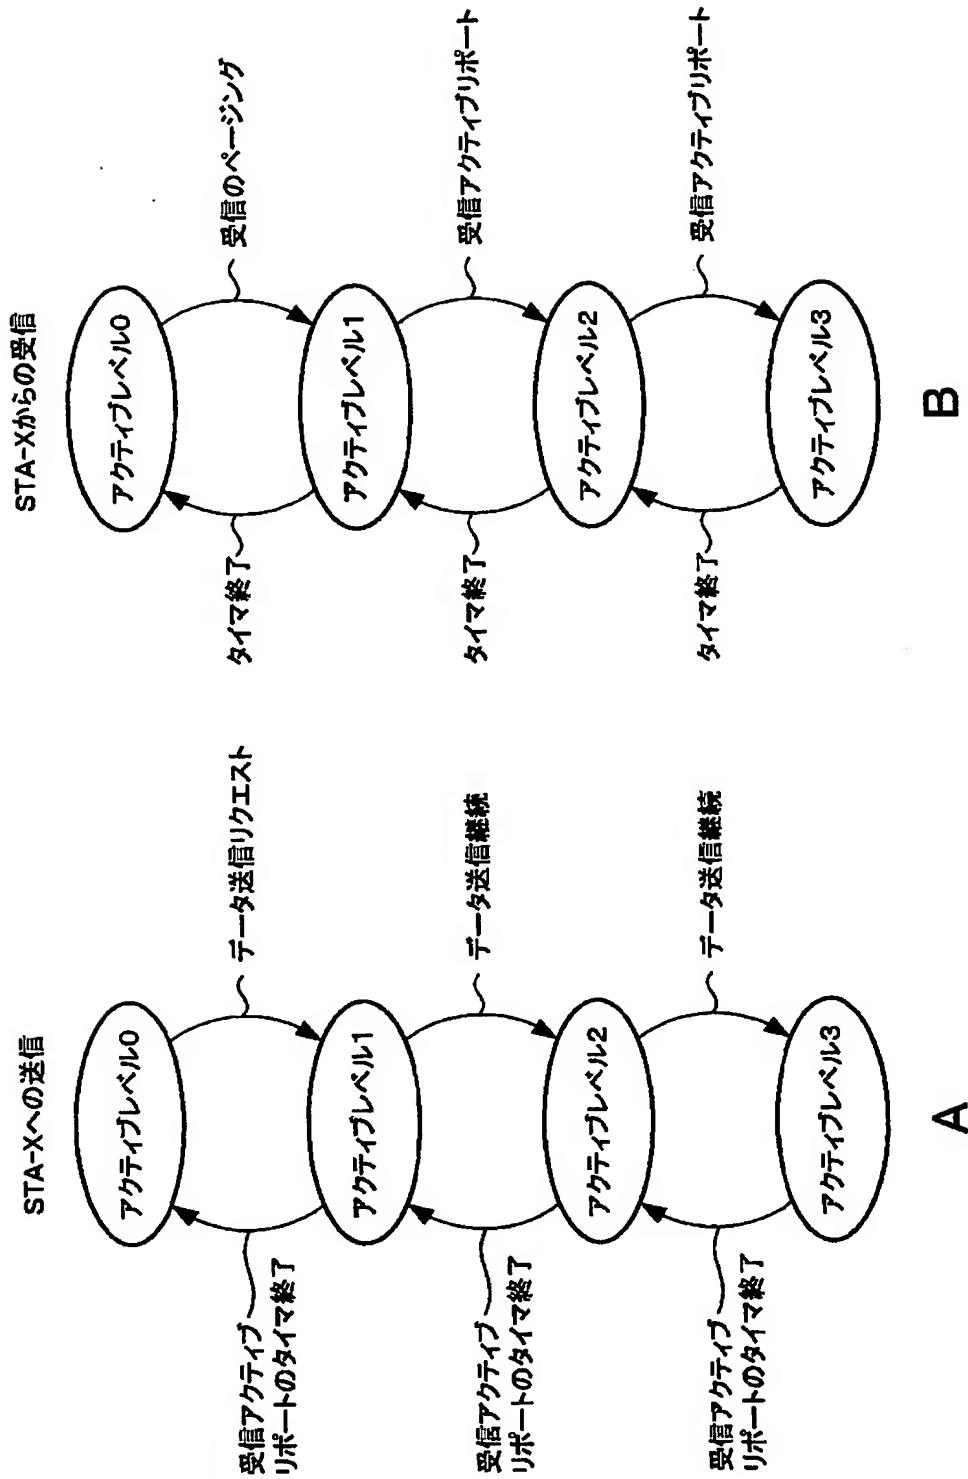 STA-Xへの送信
アクティブレベル0
データ送信リクエスト
受信アクティブ
リポートのタイマ終了
アクティブレベル1
データ送信継続
受信アクティブ
リポートのタイマ終了
アクティブレベル2
データ送信継続
受信アクティブ
リポートのタイマ終了
アクティブレベル3
A
STA-Xからの受信
アクティブレベル0
受信のページング
タイマ終了
アクティブレベル1
受信アクティブリポート
タイマ終了
アクティブレベル2
受信アクティブリポート
タイマ終了
アクティブレベル3
B